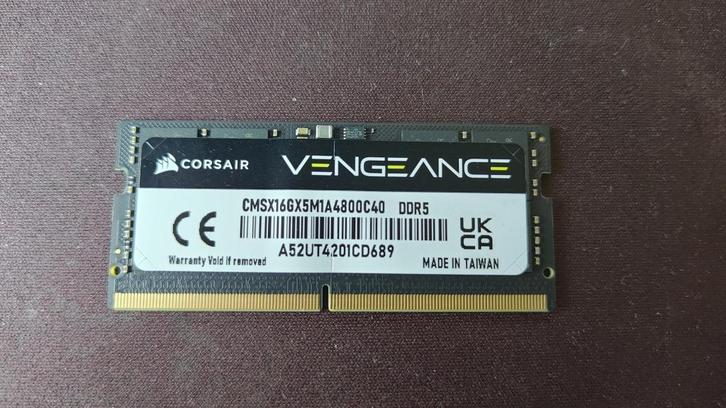 CORSAIR VENGEANCE
CMSX16GX5M1A4800C40 DDR5
A52UT4201CD689
Warranty Void if removed
CE
UK
CA
MADE IN TAIWAN